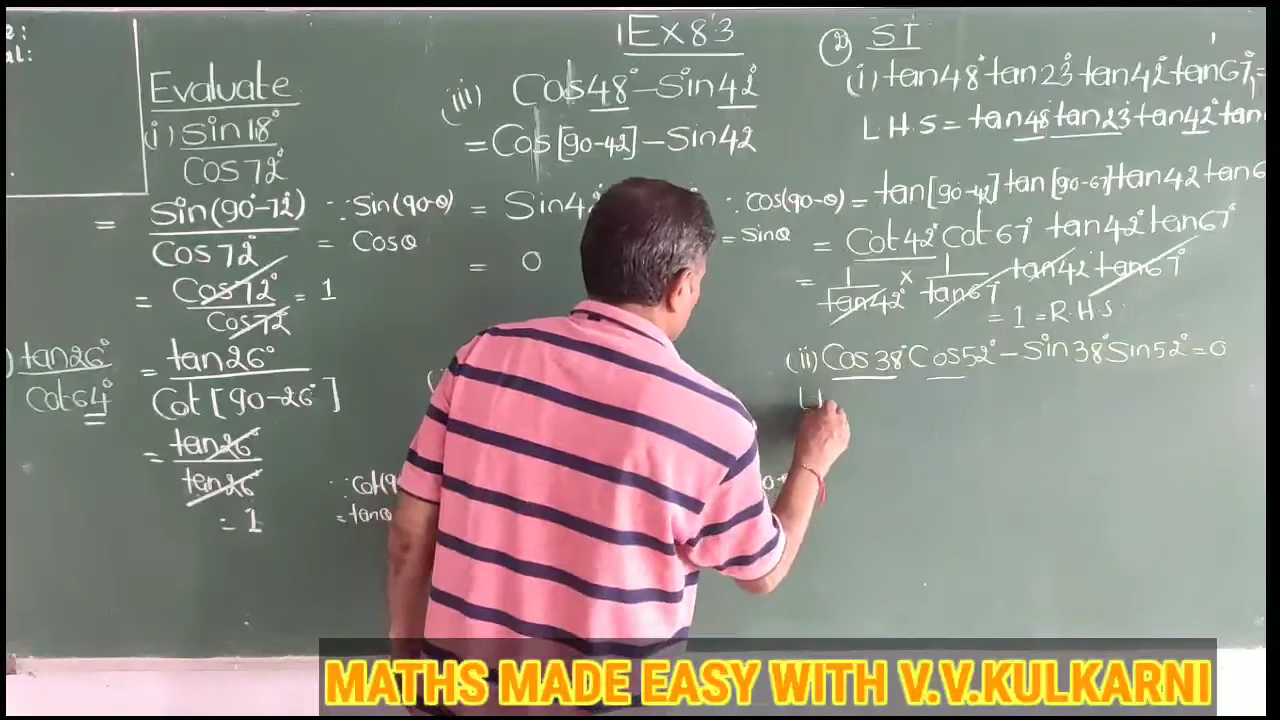 Ex 8.3
Evaluate
(i) Sin18°
Cos72°
= Sin(90°-72°)
Cos72°
∵ Sin(90-θ)
= Cosθ
= Cos72° = 1
Cos72°
) tan26° = tan26°
Cot64° Cot[90-26°]
= tan26°
tan26°
= 1
= tanθ
(iii) Cos48° - Sin42°
= Cos[90-42] - Sin42
= 0
∵ Cos(90-θ)
= Sinθ
② ST
(i) tan48° tan23° tan42° tan67° =
L.H.S = tan48° tan23° tan42°
= tan[90-42] tan[90-67] tan42
= Cot42° Cot67° tan42° tan67°
= 1 × 1 tan42° tan67°
tan42° tan67
= 1 = R.H.S.
(ii) Cos38° Cos52° - Sin38° Sin52° = 0
MATHS MADE EASY WITH V.V.KULKARNI